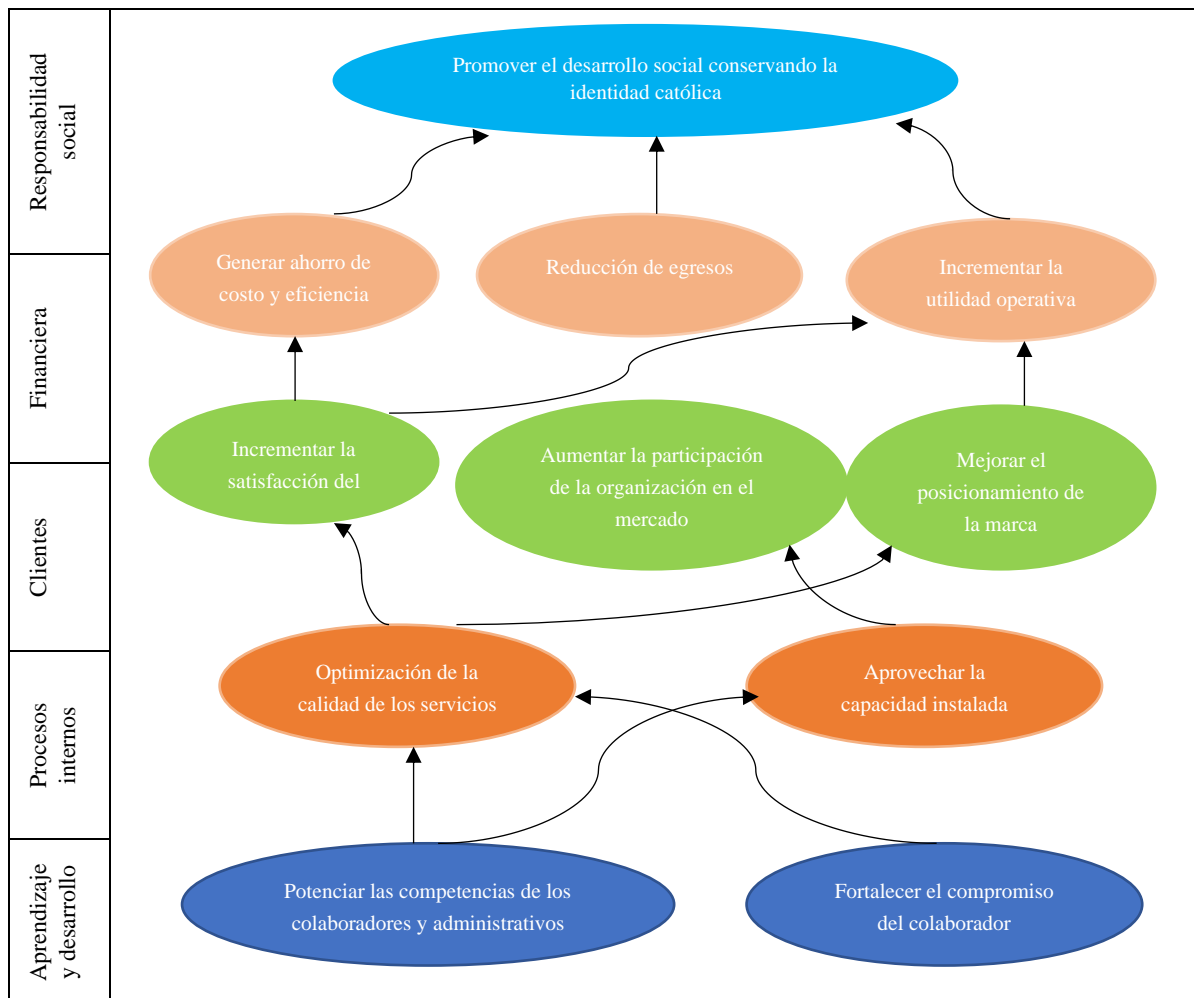 Responsabilidad
social
Promover el desarrollo social conservando la
identidad católica
Generar ahorro de
costo y eficiencia
Reducción de egresos
Incrementar la
utilidad operativa
Financiera
Incrementar la
satisfacción del
Aumentar la participación
de la organización en el
mercado
Mejorar el
posicionamiento de
la marca
Clientes
Procesos
internos
Optimización de la
calidad de los servicios
Aprovechar la
capacidad instalada
Aprendizaje
y desarrollo
Potenciar las competencias de los
colaboradores y administrativos
Fortalecer el compromiso
del colaborador